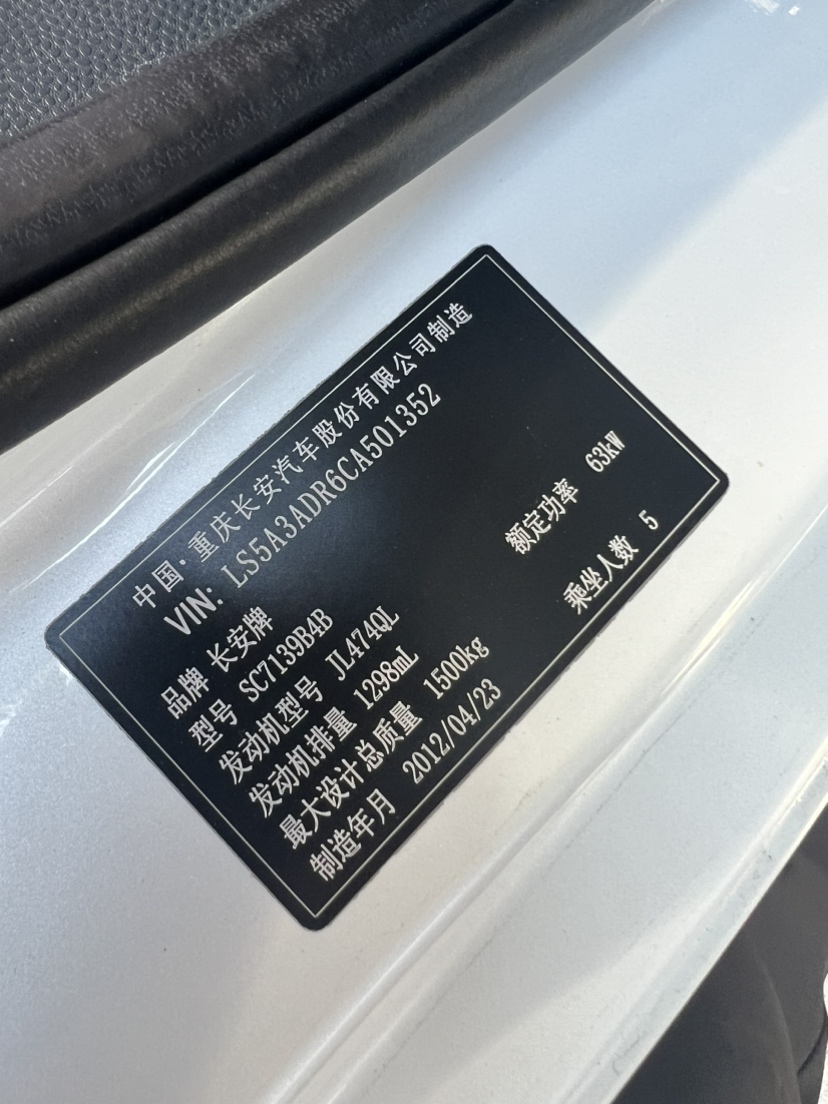 中国·重庆长安汽车股份有限公司制造
VIN: LS5A3ADR6CA501352
品牌 长安牌
型号 SC7139B4B
发动机型号 JL474QL 额定功率 63kW
发动机排量 1298mL
最大设计总质量 1500kg 乘坐人数 5
制造年月 2012/04/23